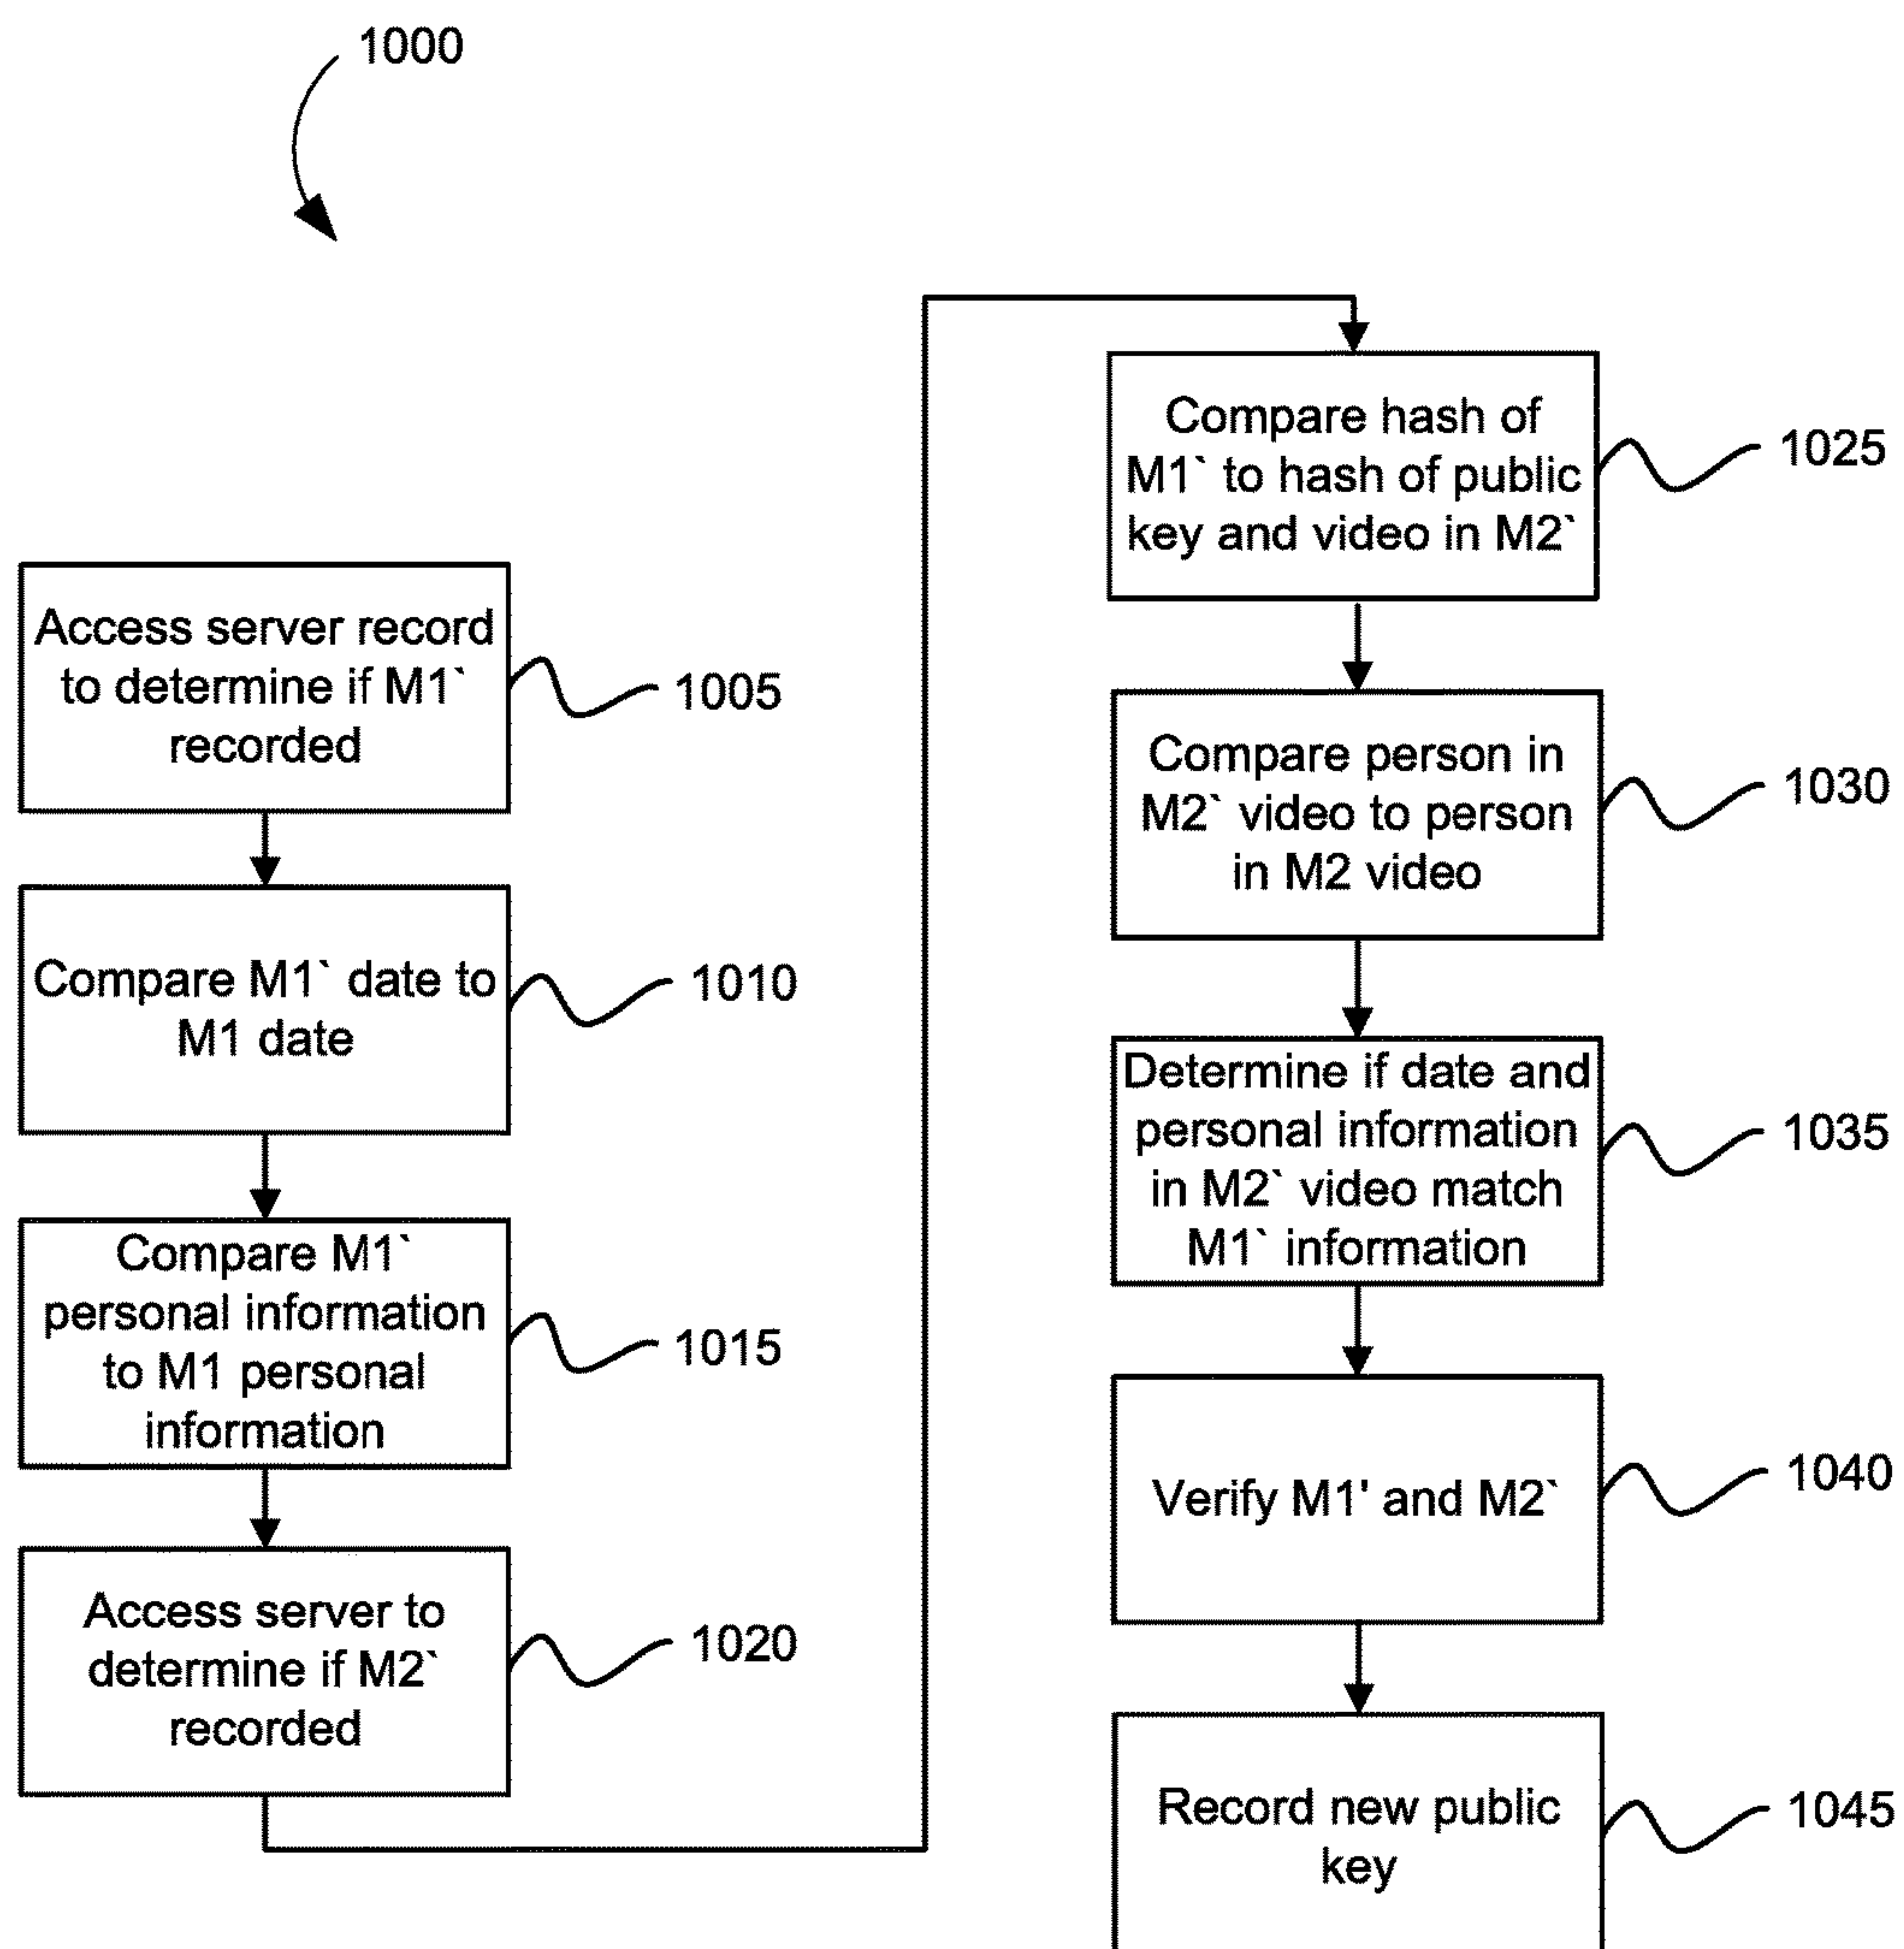 1000
Access server record
to determine if M1`
recorded
1005
Compare M1` date to
M1 date
1010
Compare M1`
personal information
to M1 personal
information
1015
Access server to
determine if M2`
recorded
1020
Compare hash of
M1` to hash of public
key and video in M2`
1025
Compare person in
M2` video to person
in M2 video
1030
Determine if date and
personal information
in M2` video match
M1` information
1035
Verify M1' and M2`
1040
Record new public
key
1045